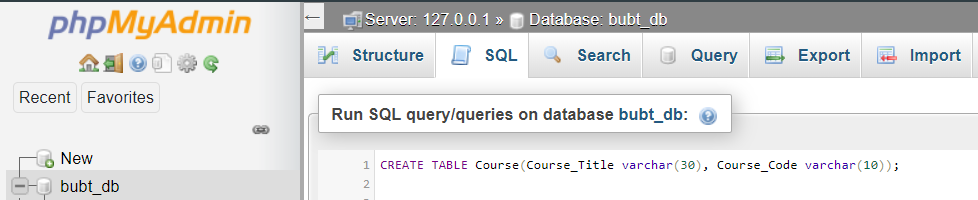 phpMyAdmin
Recent Favorites
New
bubt_db
Server: 127.0.0.1 » Database: bubt_db
Structure SQL Search Query Export Import
Run SQL query/queries on database bubt_db:
1 CREATE TABLE Course(Course_Title varchar(30), Course_Code varchar(10));
2